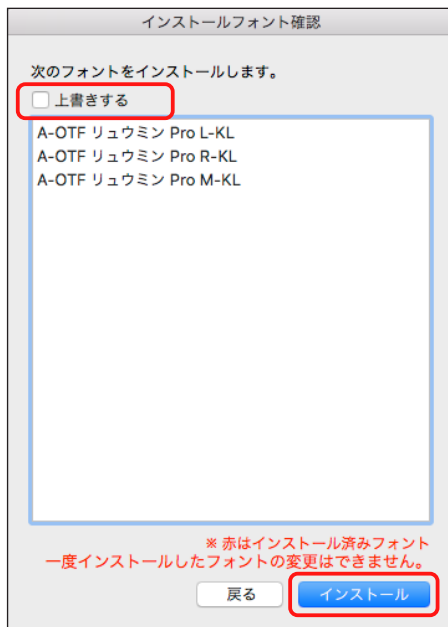 インストールフォント確認
次のフォントをインストールします。
上書きする
A-OTF リュウミン Pro L-KL
A-OTF リュウミン Pro R-KL
A-OTF リュウミン Pro M-KL
※ 赤はインストール済みフォント
一度インストールしたフォントの変更はできません。
戻る インストール